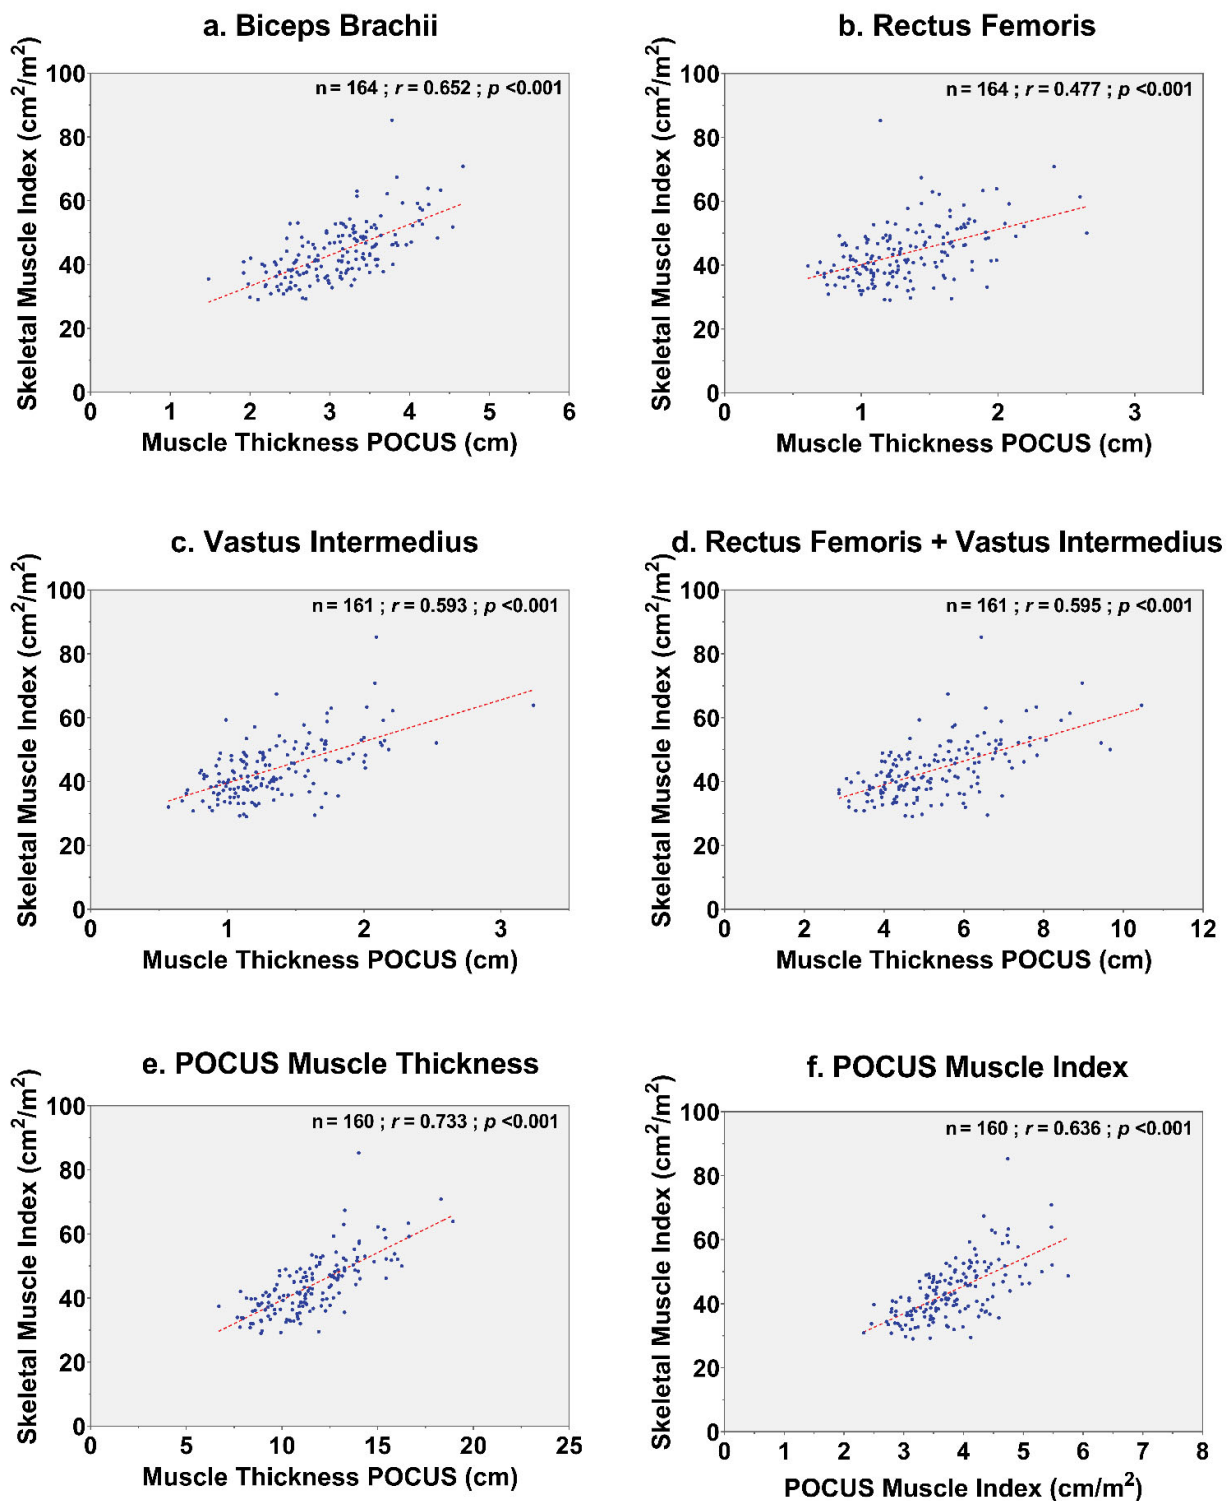 a. Biceps Brachii
Skeletal Muscle Index (cm²/m²)
n = 164 ; r = 0.652 ; p <0.001
100
80
60
40
20
0
0 1 2 3 4 5 6
Muscle Thickness POCUS (cm)
b. Rectus Femoris
Skeletal Muscle Index (cm²/m²)
n = 164 ; r = 0.477 ; p <0.001
100
80
60
40
20
0
0 1 2 3
Muscle Thickness POCUS (cm)
c. Vastus Intermedius
Skeletal Muscle Index (cm²/m²)
n = 161 ; r = 0.593 ; p <0.001
100
80
60
40
20
0
0 1 2 3
Muscle Thickness POCUS (cm)
d. Rectus Femoris + Vastus Intermedius
Skeletal Muscle Index (cm²/m²)
n = 161 ; r = 0.595 ; p <0.001
100
80
60
40
20
0
0 2 4 6 8 10 12
Muscle Thickness POCUS (cm)
e. POCUS Muscle Thickness
Skeletal Muscle Index (cm²/m²)
n = 160 ; r = 0.733 ; p <0.001
100
80
60
40
20
0
0 5 10 15 20 25
Muscle Thickness POCUS (cm)
f. POCUS Muscle Index
Skeletal Muscle Index (cm²/m²)
n = 160 ; r = 0.636 ; p <0.001
100
80
60
40
20
0
0 1 2 3 4 5 6 7 8
POCUS Muscle Index (cm/m²)